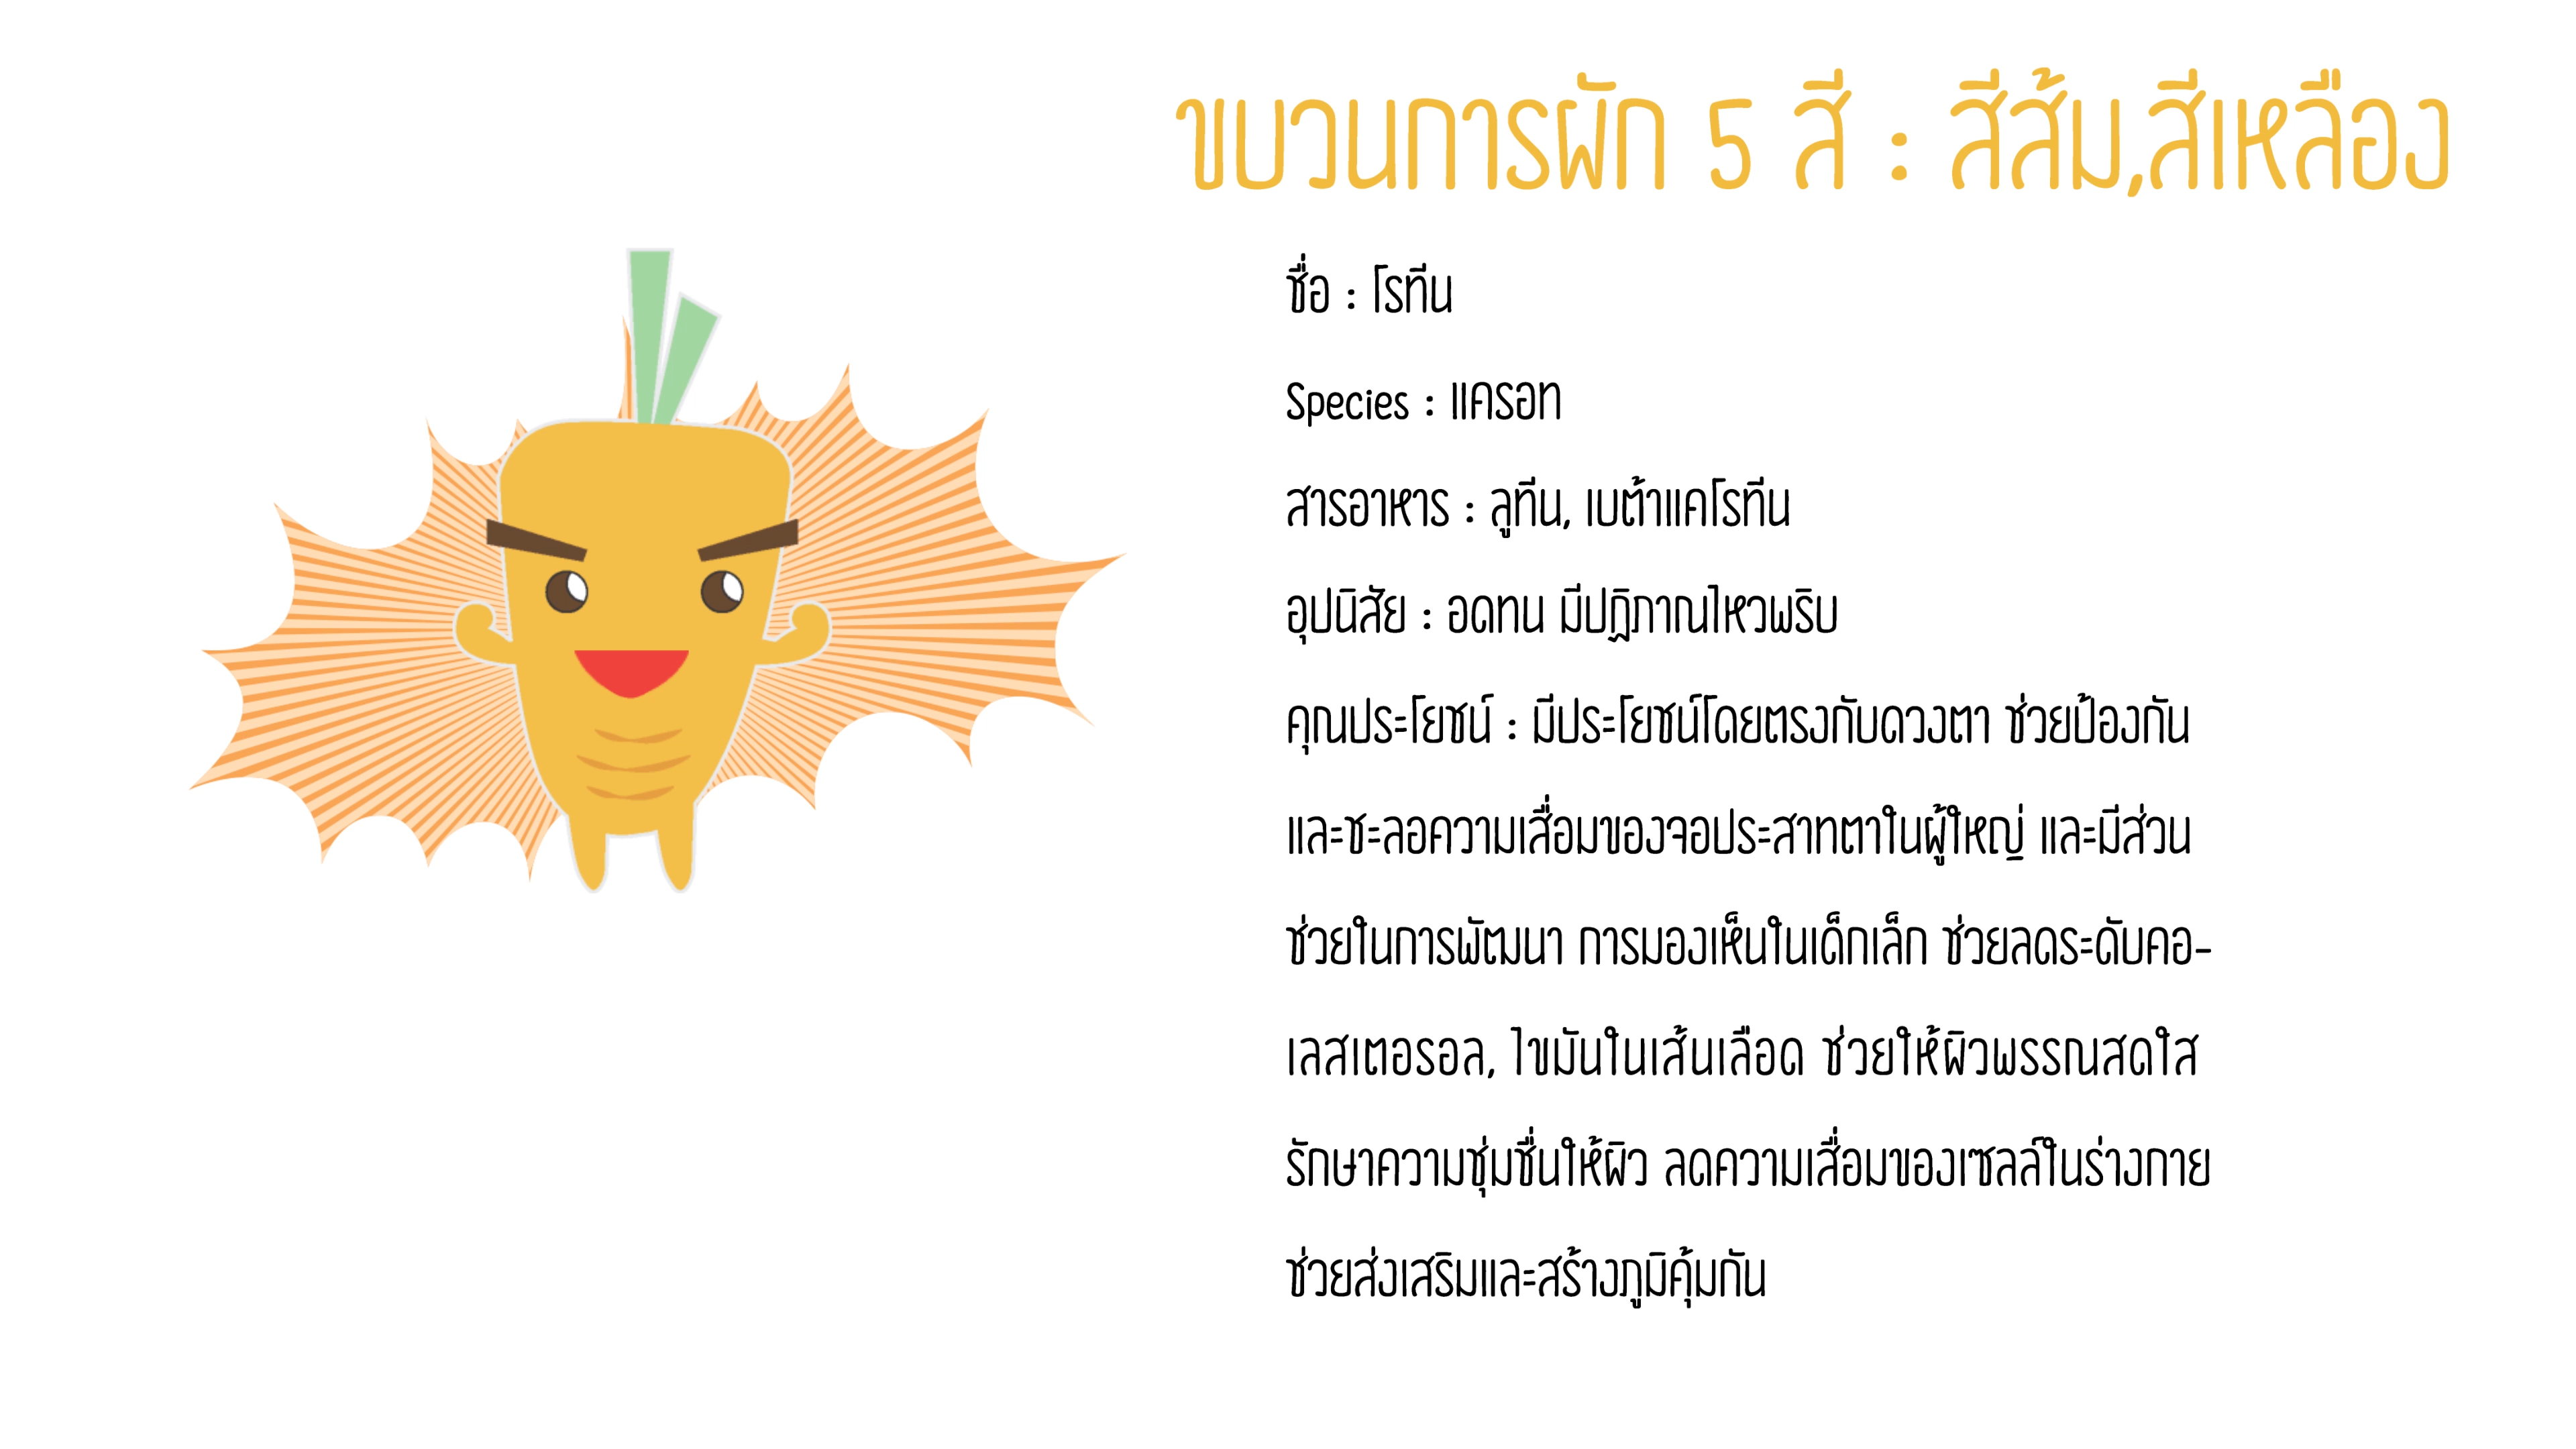 ขบวนการผัก 5 สี : สีส้ม,สีเหลือง
ชื่อ : โรทีน
Species : แครอท
สารอาหาร : ลูทีน, เบต้าแคโรทีน
อุปนิสัย : อดทน มีปฏิภาณไหวพริบ
คุณประโยชน์ : มีประโยชน์โดยตรงกับดวงตา ช่วยป้องกัน
และชะลอความเสื่อมของจอประสาทตาในผู้ใหญ่ และมีส่วน
ช่วยในการพัฒนา การมองเห็นในเด็กเล็ก ช่วยลดระดับคอ-
เลสเตอรอล, ไขมันในเส้นเลือด ช่วยให้ผิวพรรณสดใส
รักษาความชุ่มชื่นให้ผิว ลดความเสื่อมของเซลล์ในร่างกาย
ช่วยส่งเสริมและสร้างภูมิคุ้มกัน